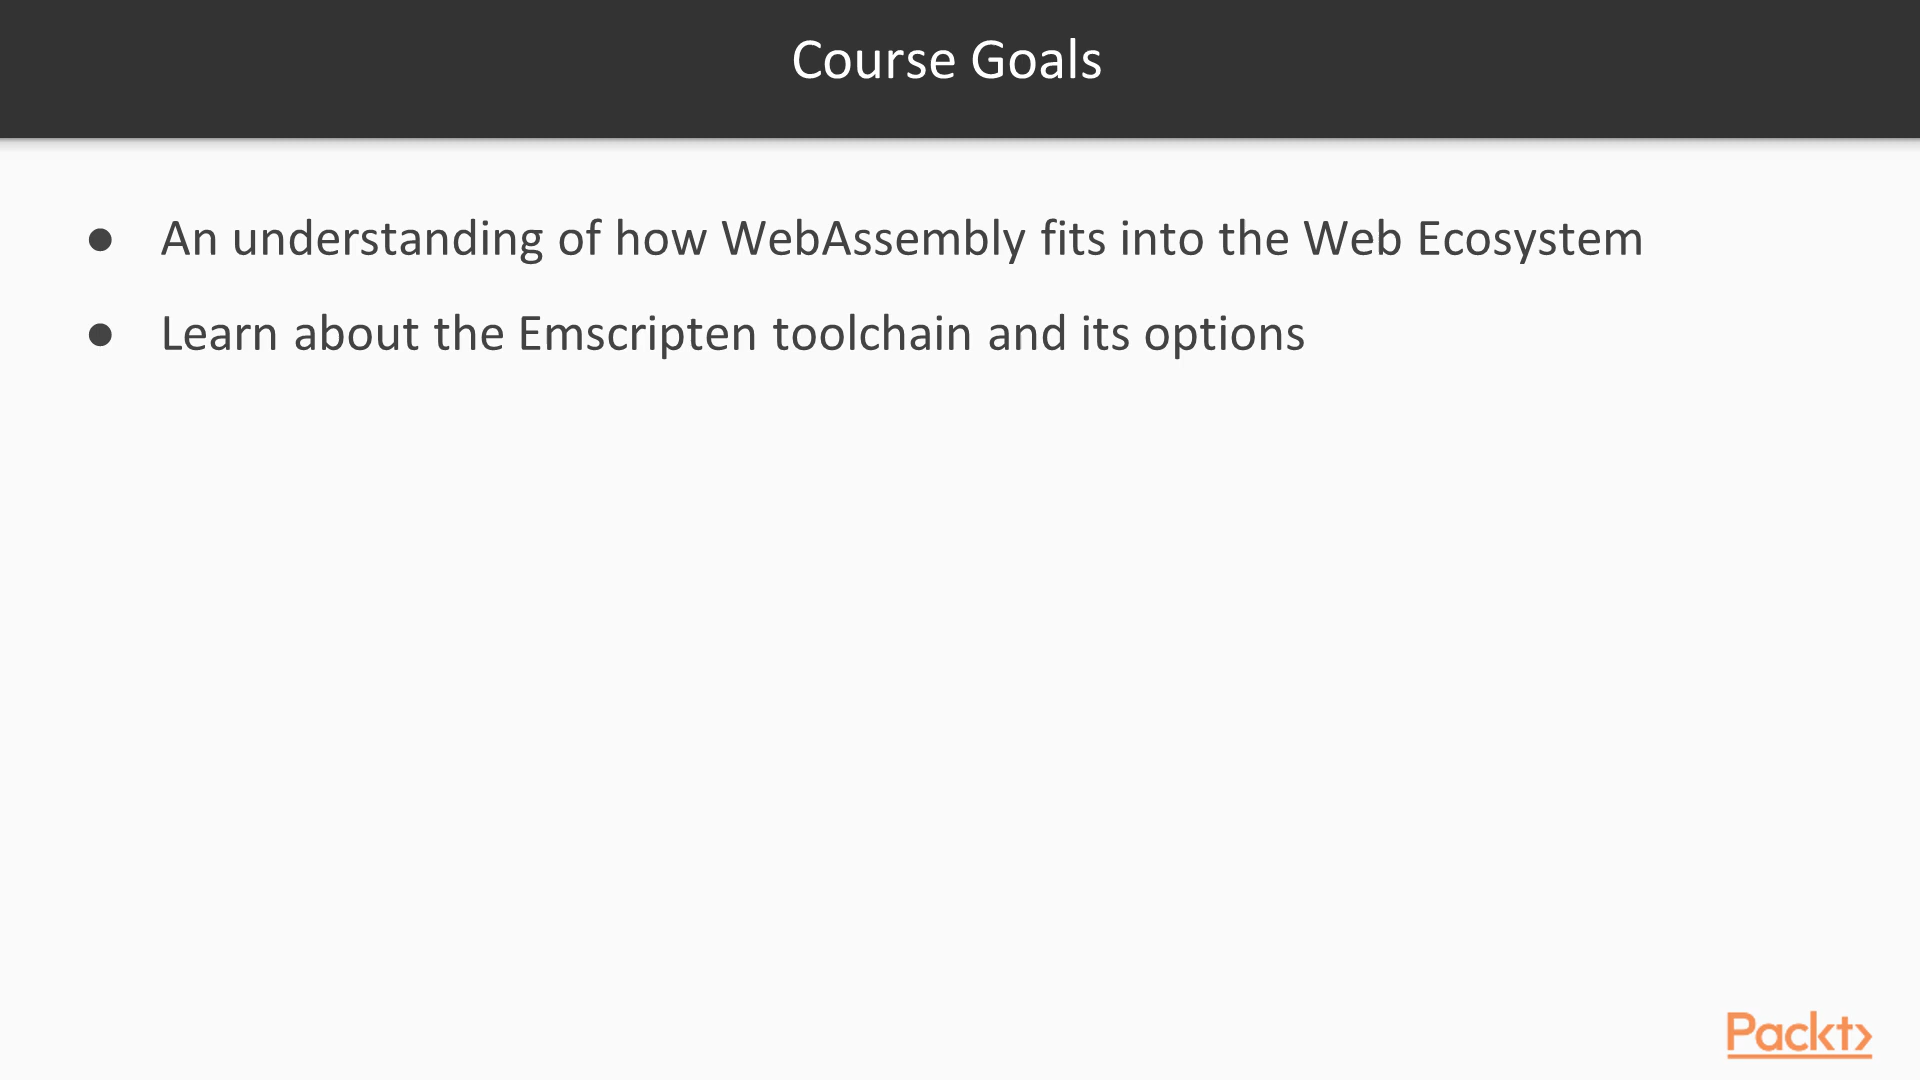 Course Goals
● An understanding of how WebAssembly fits into the Web Ecosystem
● Learn about the Emscripten toolchain and its options
Packt>